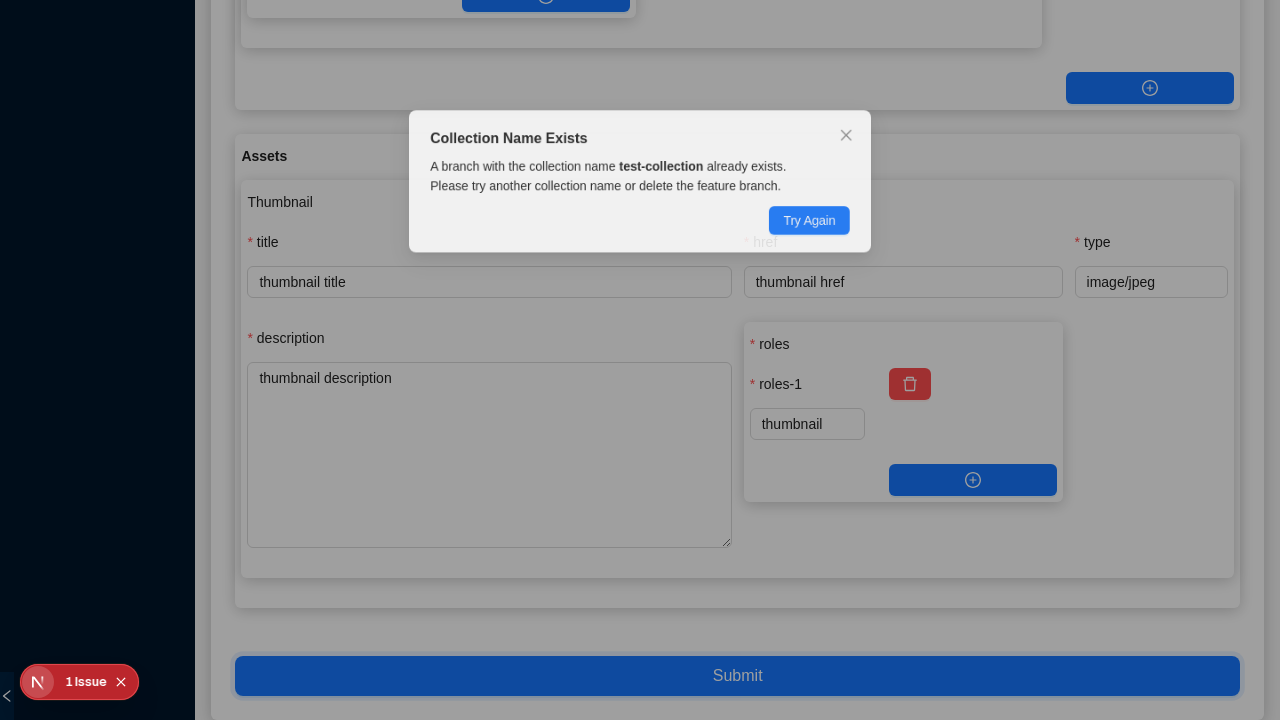 Collection Name Exists
A branch with the collection name test-collection already exists.
Please try another collection name or delete the feature branch.
Try Again
Assets
Thumbnail
* title
* href
* type
thumbnail title
thumbnail href
image/jpeg
* description
* roles
thumbnail description
* roles-1
thumbnail
Submit
1 Issue